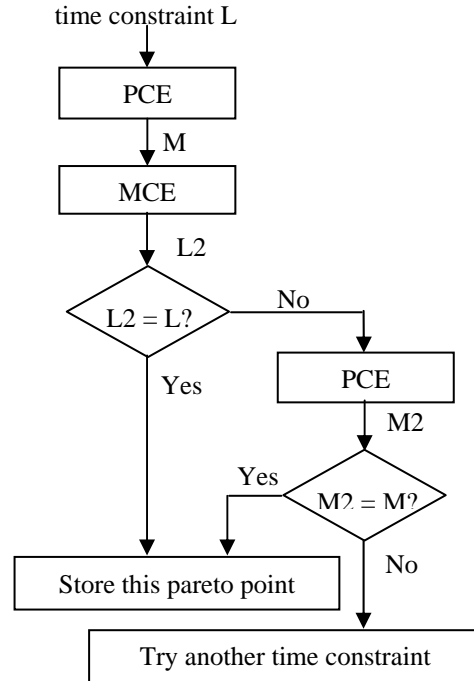 time constraint L
PCE
M
MCE
L2
L2 = L?
No
Yes
PCE
M2
Yes
M2 = M?
No
Store this pareto point
Try another time constraint